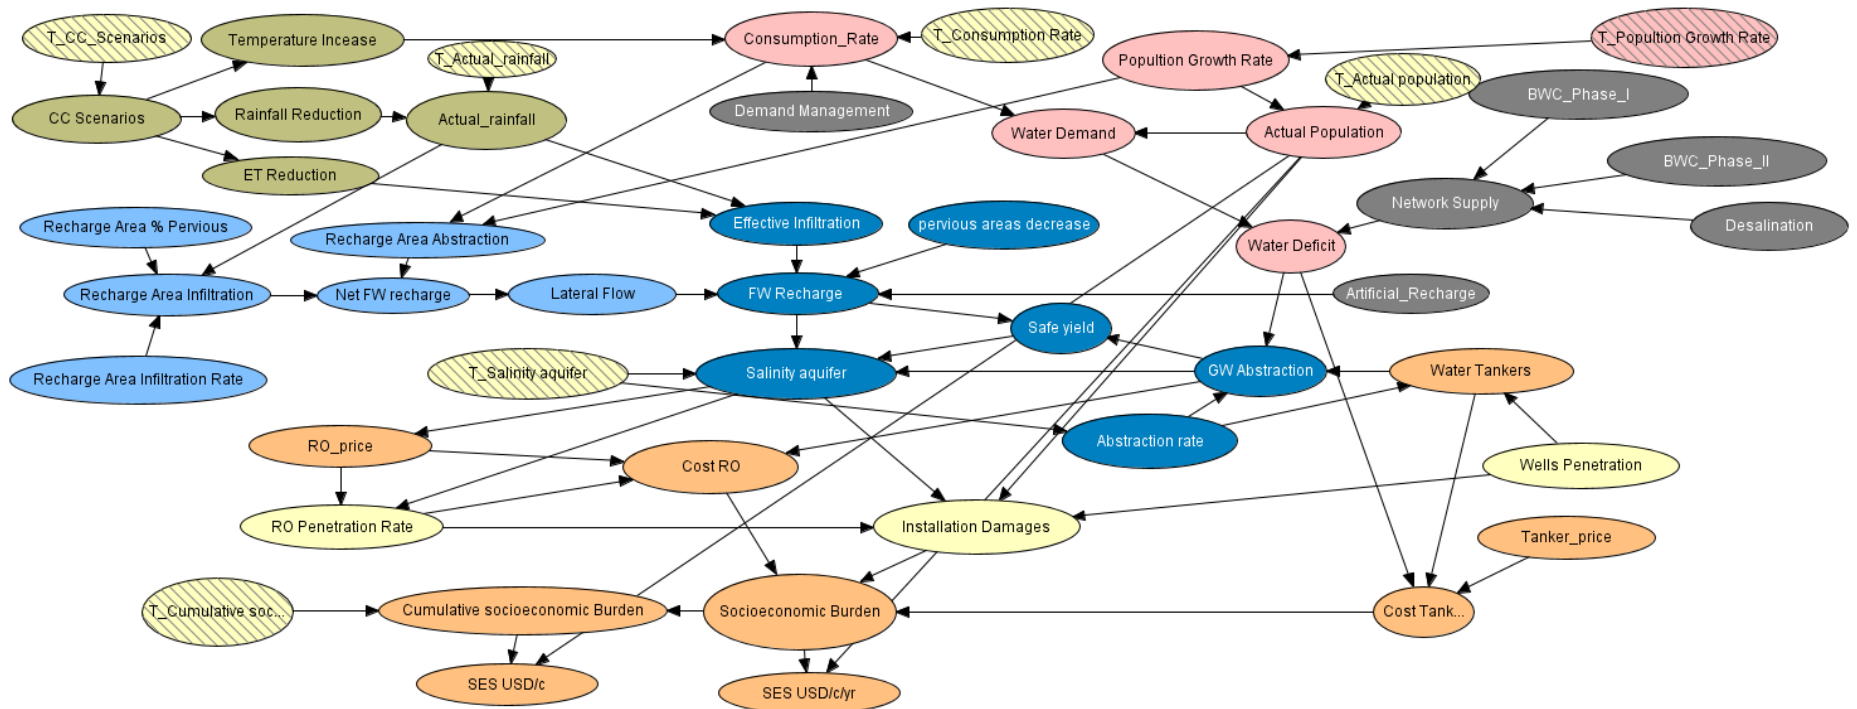 T_CC_Scenarios
Temperature Incease
Consumption_Rate
T_Consumption Rate
T_Popultion Growth Rate
T_Actual_rainfall
Popultion Growth Rate
T_Actual population
BWC_Phase_I
CC Scenarios
Rainfall Reduction
Actual_rainfall
Demand Management
Water Demand
Actual Population
BWC_Phase_II
ET Reduction
Network Supply
Recharge Area % Pervious
Recharge Area Abstraction
Effective Infiltration
pervious areas decrease
Desalination
Water Deficit
Recharge Area Infiltration
Net FW recharge
Lateral Flow
FW Recharge
Artificial_Recharge
Safe yield
Recharge Area Infiltration Rate
T_Salinity aquifer
Salinity aquifer
GW Abstraction
Water Tankers
RO_price
Cost RO
Abstraction rate
Wells Penetration
RO Penetration Rate
Installation Damages
Tanker_price
T_Cumulative soc...
Cumulative socioeconomic Burden
Socioeconomic Burden
Cost Tank...
SES USD/c
SES USD/c/yr